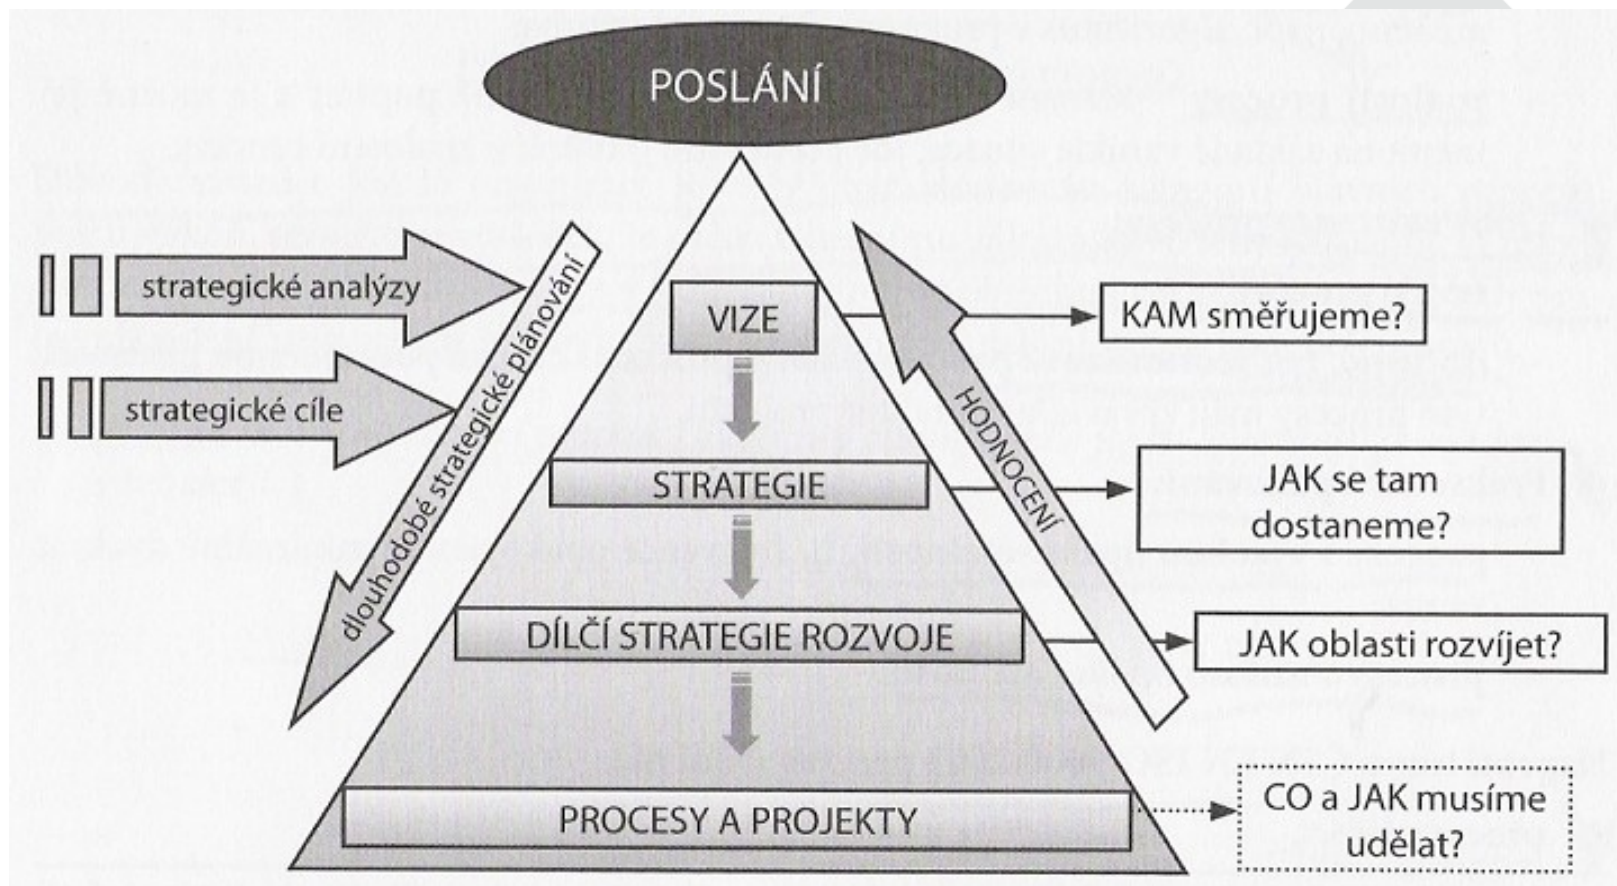 POSLÁNÍ
strategické analýzy
strategické cíle
dlouhodobé strategické plánování
VIZE
STRATEGIE
DÍLČÍ STRATEGIE ROZVOJE
PROCESY A PROJEKTY
HODNOCENÍ
KAM směřujeme?
JAK se tam
dostaneme?
JAK oblasti rozvíjet?
CO a JAK musíme
udělat?